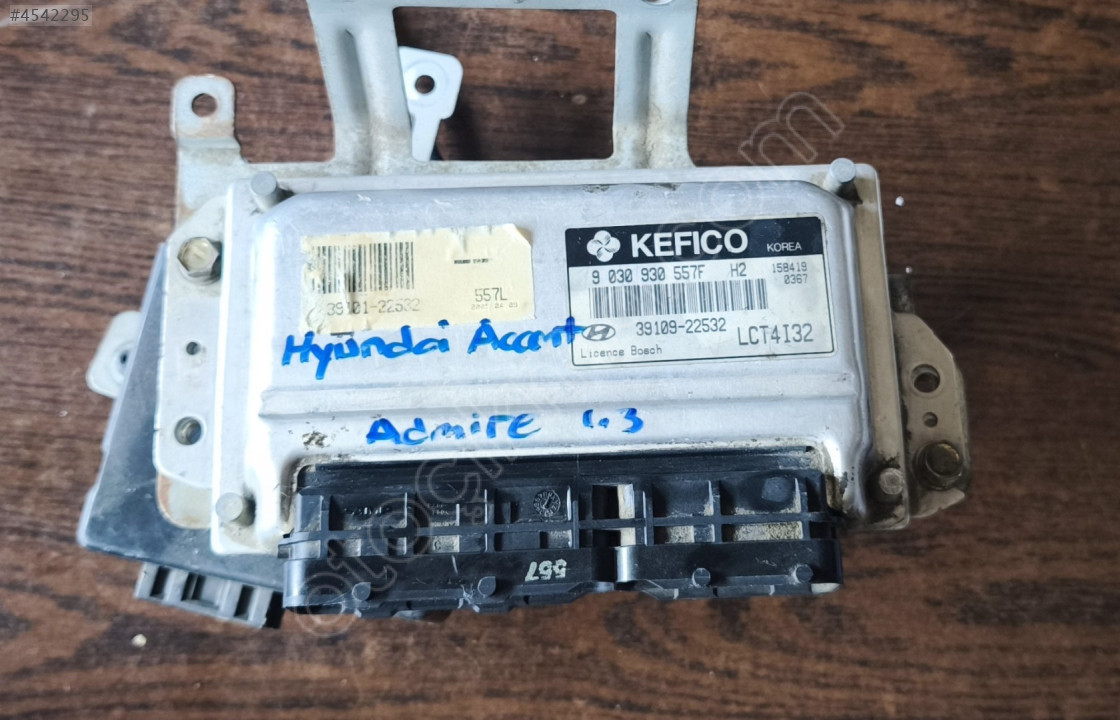 #4542295
KEFICO KOREA
9 030 930 557F H2 158419
0367
39109-22532
LCT4I32
Licence Bosch
39101-22532
557L
Hyundai Accent
Admire 1.3
557